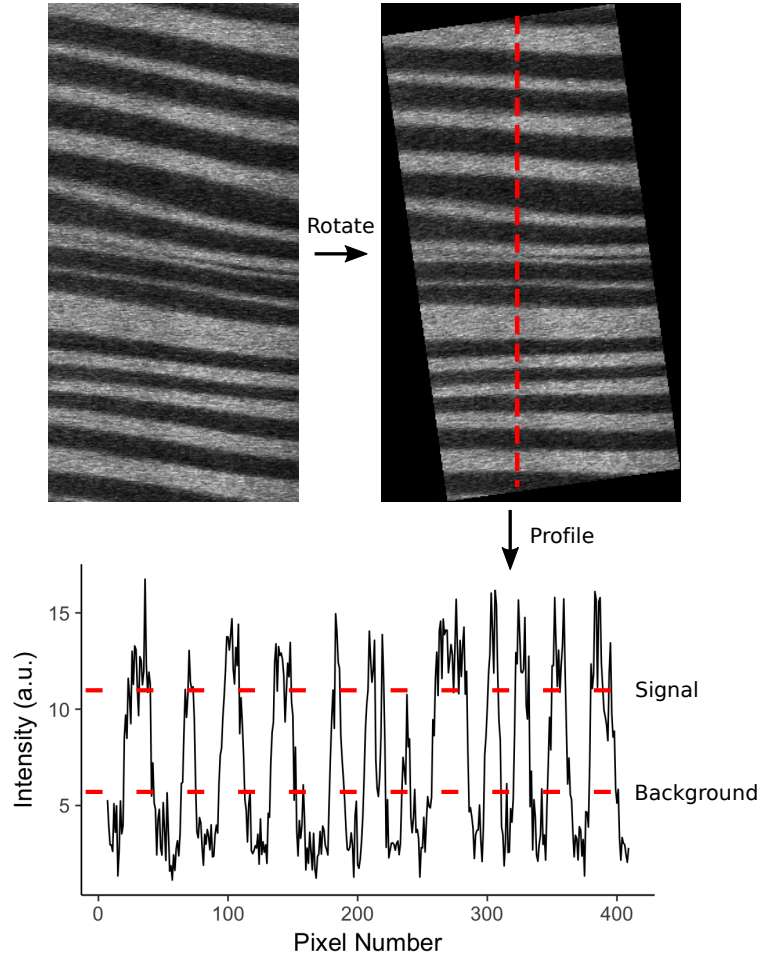 Rotate
Profile
15
10
5
Intensity (a.u.)
Signal
Background
0
100
200
300
400
Pixel Number